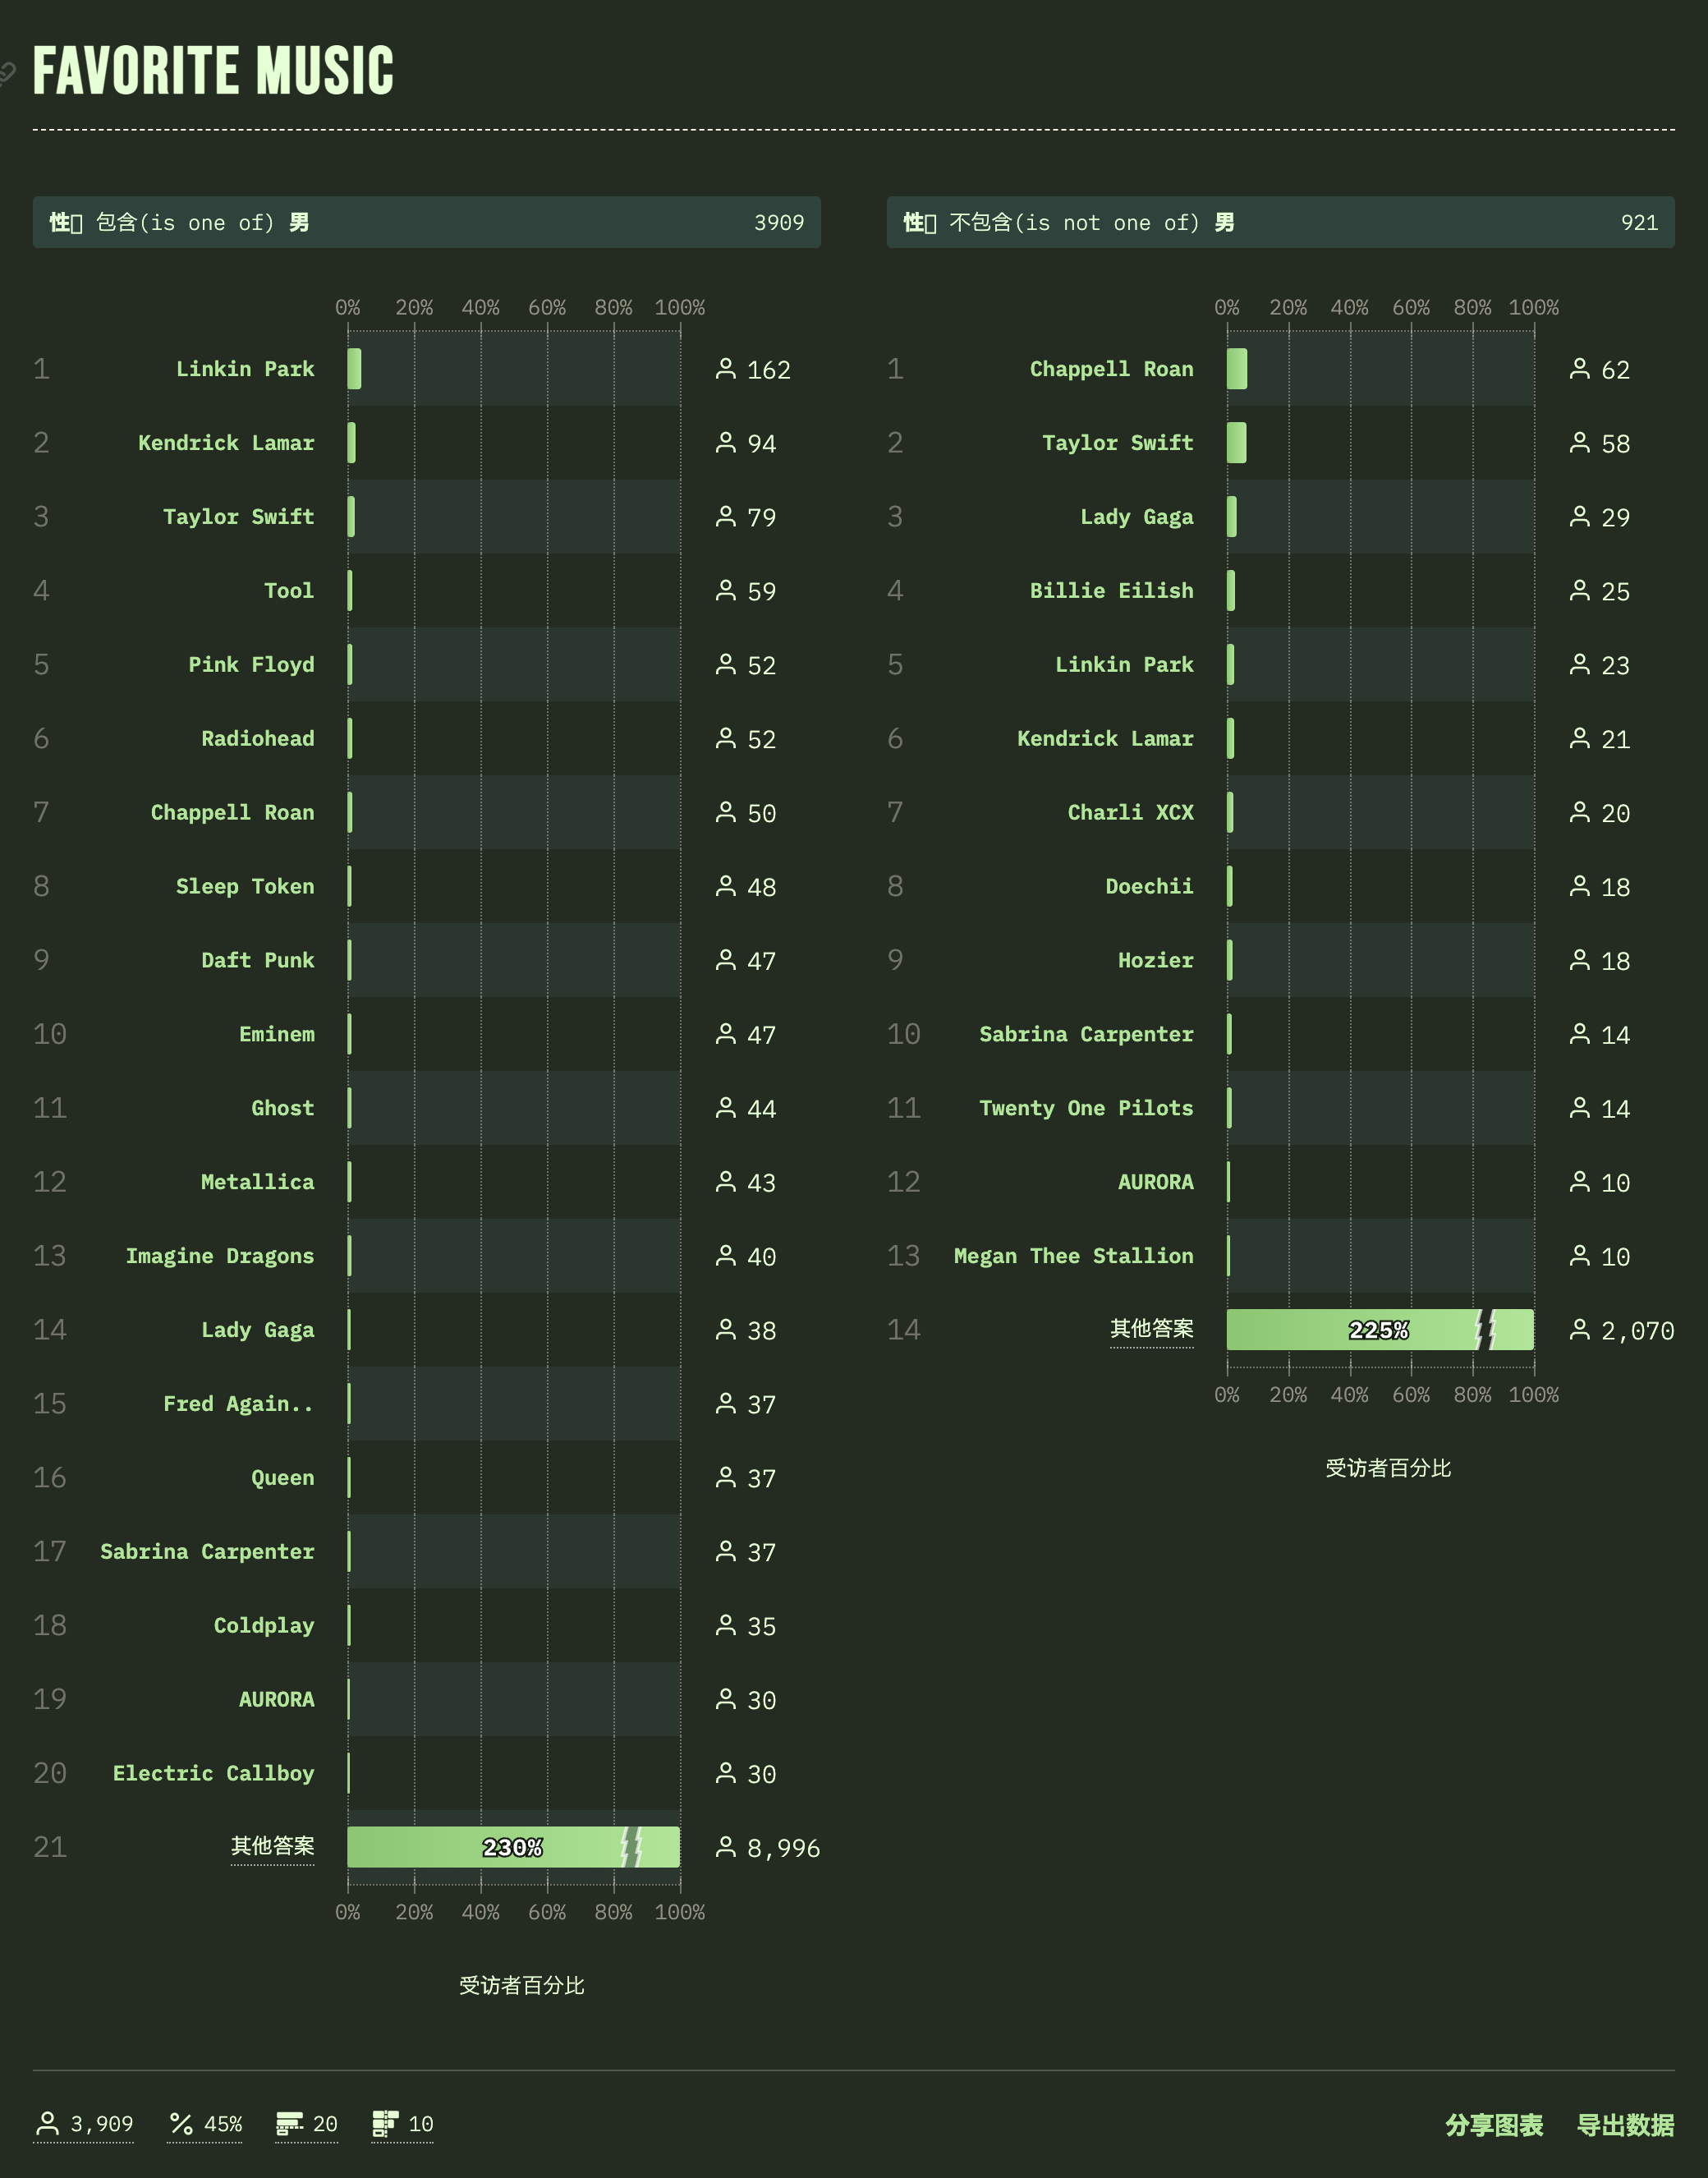 FAVORITE MUSIC
性 包含(is one of) 男 3909
0% 20% 40% 60% 80% 100%
1 Linkin Park 162
2 Kendrick Lamar 94
3 Taylor Swift 79
4 Tool 59
5 Pink Floyd 52
6 Radiohead 52
7 Chappell Roan 50
8 Sleep Token 48
9 Daft Punk 47
10 Eminem 47
11 Ghost 44
12 Metallica 43
13 Imagine Dragons 40
14 Lady Gaga 38
15 Fred Again.. 37
16 Queen 37
17 Sabrina Carpenter 37
18 Coldplay 35
19 AURORA 30
20 Electric Callboy 30
21 其他答案 230% 8,996
0% 20% 40% 60% 80% 100%
受访者百分比
性 不包含(is not one of) 男 921
0% 20% 40% 60% 80% 100%
1 Chappell Roan 62
2 Taylor Swift 58
3 Lady Gaga 29
4 Billie Eilish 25
5 Linkin Park 23
6 Kendrick Lamar 21
7 Charli XCX 20
8 Doechii 18
9 Hozier 18
10 Sabrina Carpenter 14
11 Twenty One Pilots 14
12 AURORA 10
13 Megan Thee Stallion 10
14 其他答案 225% 2,070
0% 20% 40% 60% 80% 100%
受访者百分比
3,909 45% 20 10
分享图表 导出数据